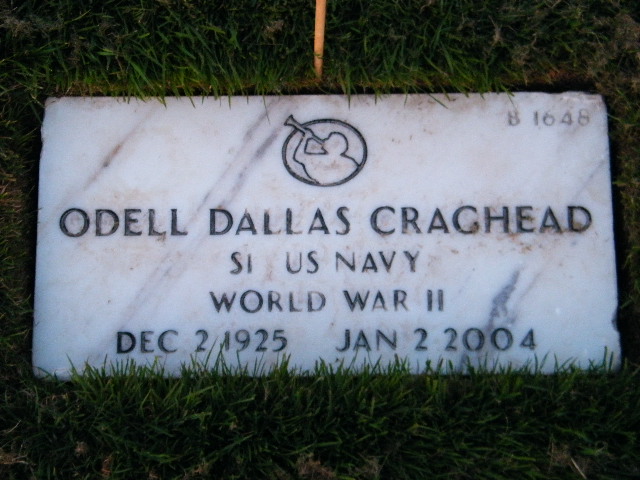 B 1648
ODELL DALLAS CRAGHEAD
S1 US NAVY
WORLD WAR II
DEC 2 1925 JAN 2 2004